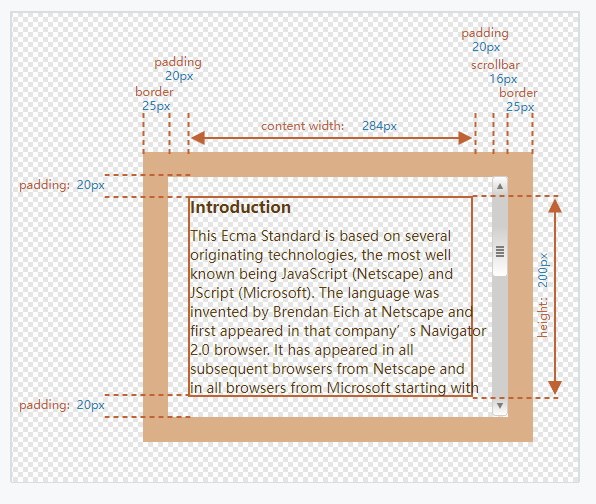 padding
20px
scrollbar
16px
padding
20px
border
25px
border
25px
content width: 284px
padding: 20px
Introduction
This Ecma Standard is based on several
originating technologies, the most well
known being JavaScript (Netscape) and
JScript (Microsoft). The language was
invented by Brendan Eich at Netscape and
first appeared in that company’s Navigator
2.0 browser. It has appeared in all
subsequent browsers from Netscape and
in all browsers from Microsoft starting with
height: 200px
padding: 20px